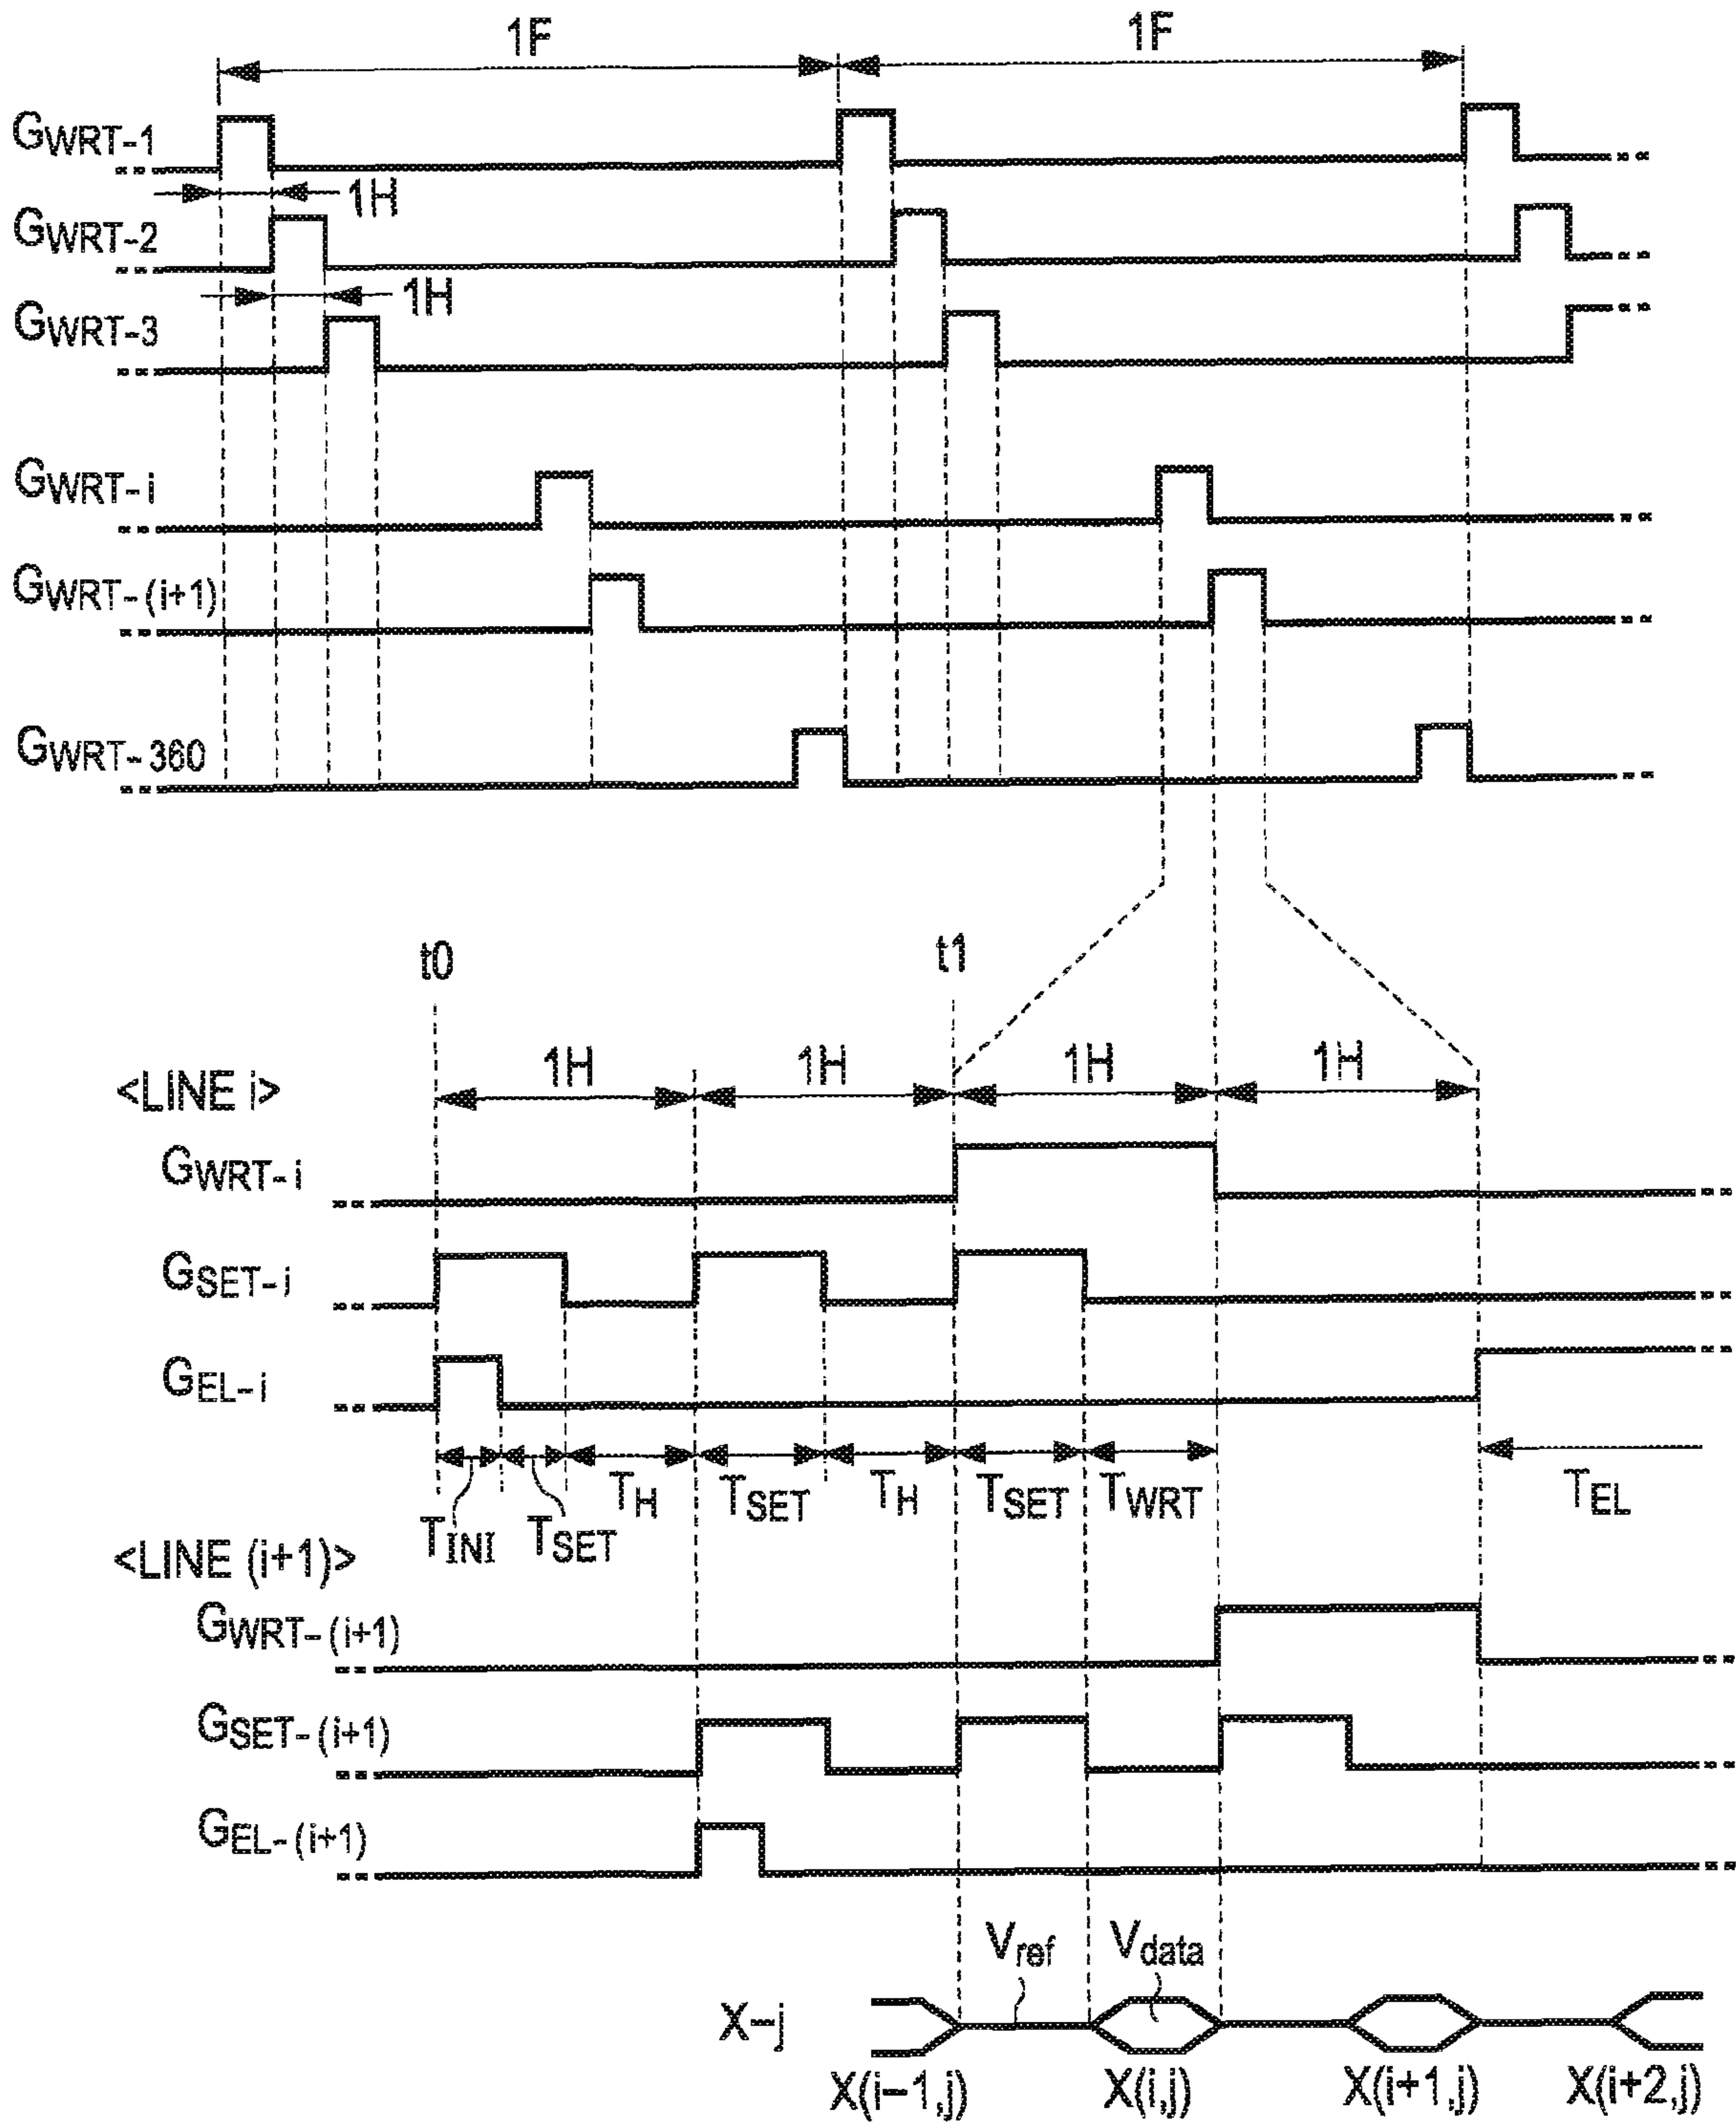 1F 1F
GWRT-1
1H
GWRT-2
1H
GWRT-3
GWRT-i
GWRT-(i+1)
GWRT-360
t0 t1
<LINE i> 1H 1H 1H 1H
GWRT-i
GSET-i
GEL-i
TINI TSET TH TSET TH TSET TWRT TEL
<LINE (i+1)>
GWRT-(i+1)
GSET-(i+1)
GEL-(i+1)
Vref Vdata
X-j
X(i-1,j) X(i,j) X(i+1,j) X(i+2,j)